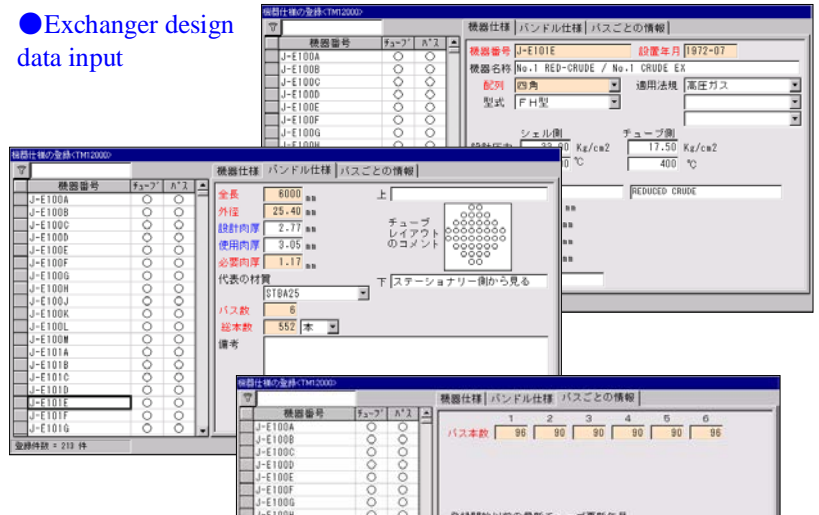 ●Exchanger design
data input
機器仕様の登録<TM12000>
機器番号 ﾁｭｰﾌﾞ ﾊﾟｽ
J-E100A ○ ○
J-E100B ○ ○
J-E100C ○ ○
J-E100D ○ ○
J-E100E ○ ○
J-E100F ○ ○
J-E100G ○ ○
J-E100H ○ ○
機器仕様 バンドル仕様 パスごとの情報
機器番号 J-E101E 設置年月 1972-07
機器名称 No.1 RED-CRUDE / No.1 CRUDE EX
配列 四角 適用法規 高圧ガス
型式 FH型
シェル側 チューブ側
Kg/cm2 17.50 Kg/cm2
℃ 400 ℃
REDUCED CRUDE
mm
mm
mm
mm
機器仕様の登録<TM12000>
機器番号 ﾁｭｰﾌﾞ ﾊﾟｽ
J-E100A ○ ○
J-E100B ○ ○
J-E100C ○ ○
J-E100D ○ ○
J-E100E ○ ○
J-E100F ○ ○
J-E100G ○ ○
J-E100H ○ ○
J-E100J ○ ○
J-E100K ○ ○
J-E100L ○ ○
J-E100M ○ ○
J-E101A ○ ○
J-E101B ○ ○
J-E101C ○ ○
J-E101D ○ ○
J-E101E ○ ○
J-E101F ○ ○
J-E101G ○ ○
登録件数 = 213 件
機器仕様 バンドル仕様 パスごとの情報
全長 6000 mm 上
外径 25.40 mm
設計肉厚 2.77 mm
使用肉厚 3.05 mm
必要肉厚 1.17 mm
チューブ
レイアウト
のコメント
代表の材質 下 ステーショナリー側から見る
STBA25
パス数 6
総本数 552 本
備考
機器仕様の登録<TM12000>
機器番号 ﾁｭｰﾌﾞ ﾊﾟｽ
J-E100A ○ ○
J-E100B ○ ○
J-E100C ○ ○
J-E100D ○ ○
J-E100E ○ ○
J-E100F ○ ○
J-E100G ○ ○
J-E100H ○ ○
機器仕様 バンドル仕様 パスごとの情報
1 2 3 4 5 6
パス本数 96 90 90 90 90 96